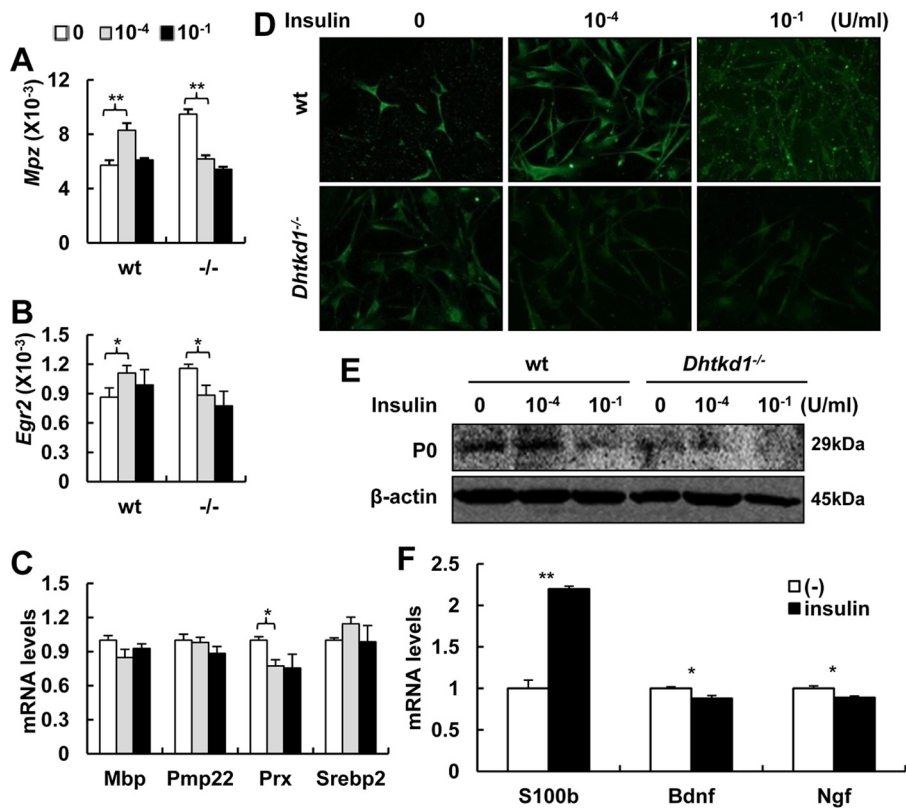 0 10⁻⁴ 10⁻¹
A
Mpz (X10⁻³)
12
8
4
0
**
**
wt -/-
B
Egr2 (X10⁻³)
1.5
1.2
0.9
0.6
0.3
0
*
*
wt -/-
C
mRNA levels
1.5
1.2
0.9
0.6
0.3
0
*
Mbp Pmp22 Prx Srebp2
D
Insulin 0 10⁻⁴ 10⁻¹ (U/ml)
wt
Dhtkd1⁻/⁻
E
wt Dhtkd1⁻/⁻
Insulin 0 10⁻⁴ 10⁻¹ 0 10⁻⁴ 10⁻¹ (U/ml)
P0 29kDa
β-actin 45kDa
F
mRNA levels
2.5
2
1.5
1
0.5
0
**
*
*
(-)
insulin
S100b Bdnf Ngf